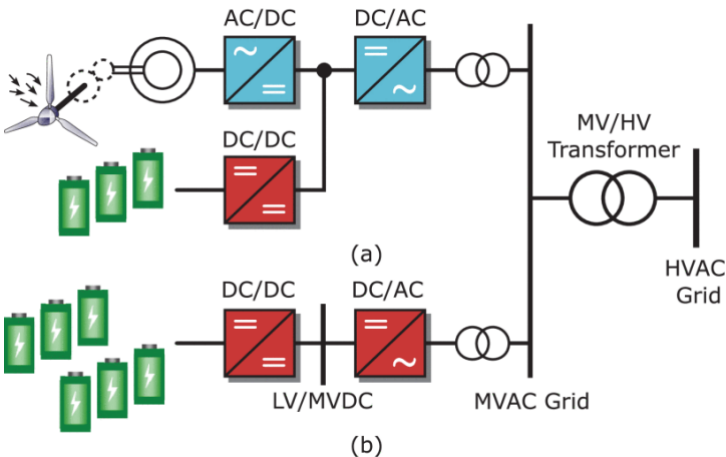 AC/DC
DC/AC
DC/DC
MV/HV
Transformer
(a)
HVAC
Grid
DC/DC
DC/AC
LV/MVDC
MVAC Grid
(b)